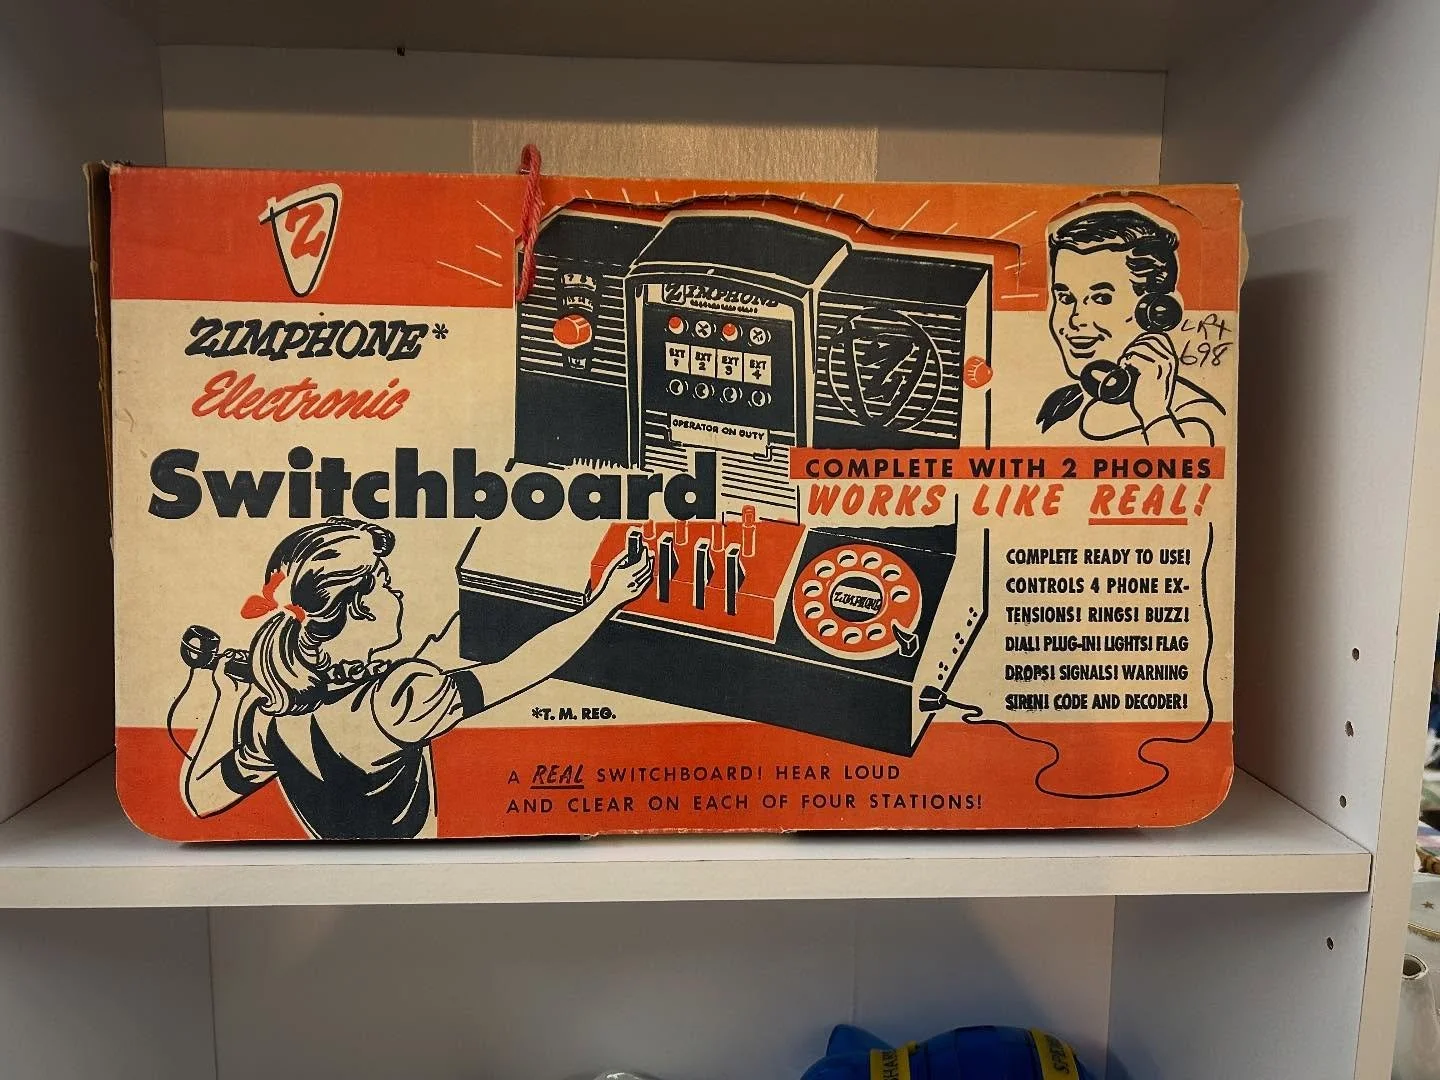 Z
ZIMPHONE*
Electronic
Switchboard
ZIMPHONE
EXT 1 EXT 2 EXT 3 EXT 4
OPERATOR ON DUTY
Z
698
COMPLETE WITH 2 PHONES
WORKS LIKE REAL!
ZIMPHONE
COMPLETE READY TO USE!
CONTROLS 4 PHONE EX-
TENSIONS! RINGS! BUZZ!
DIAL! PLUG-IN! LIGHTS! FLAG
DROPS! SIGNALS! WARNING
SIREN! CODE AND DECODER!
*T. M. REG.
A REAL SWITCHBOARD! HEAR LOUD
AND CLEAR ON EACH OF FOUR STATIONS!
SHARE